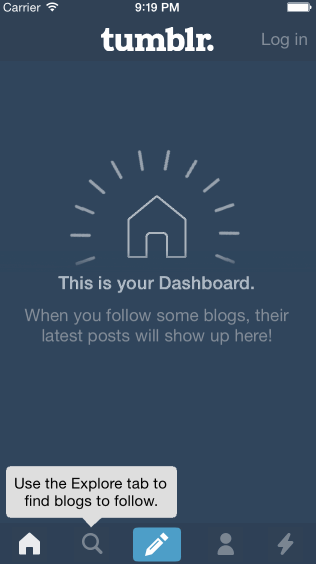 Carrier 9:19 PM
tumblr. Log in
This is your Dashboard.
When you follow some blogs, their
latest posts will show up here!
Use the Explore tab to
find blogs to follow.